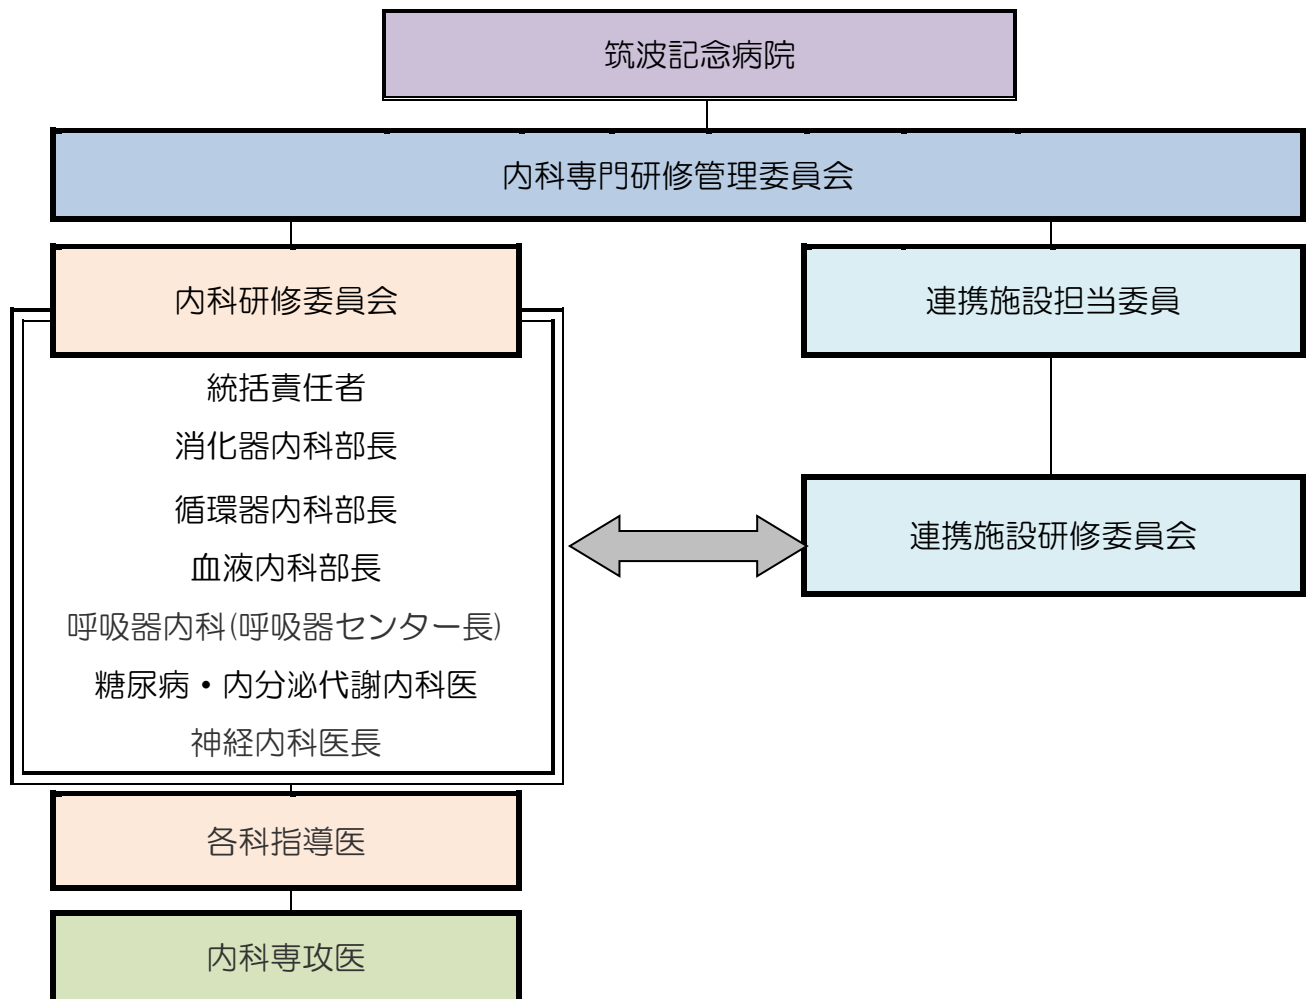 筑波記念病院
内科専門研修管理委員会
内科研修委員会
連携施設担当委員
統括責任者
消化器内科部長
循環器内科部長
血液内科部長
呼吸器内科(呼吸器センター長)
糖尿病・内分泌代謝内科医
神経内科医長
連携施設研修委員会
各科指導医
内科専攻医